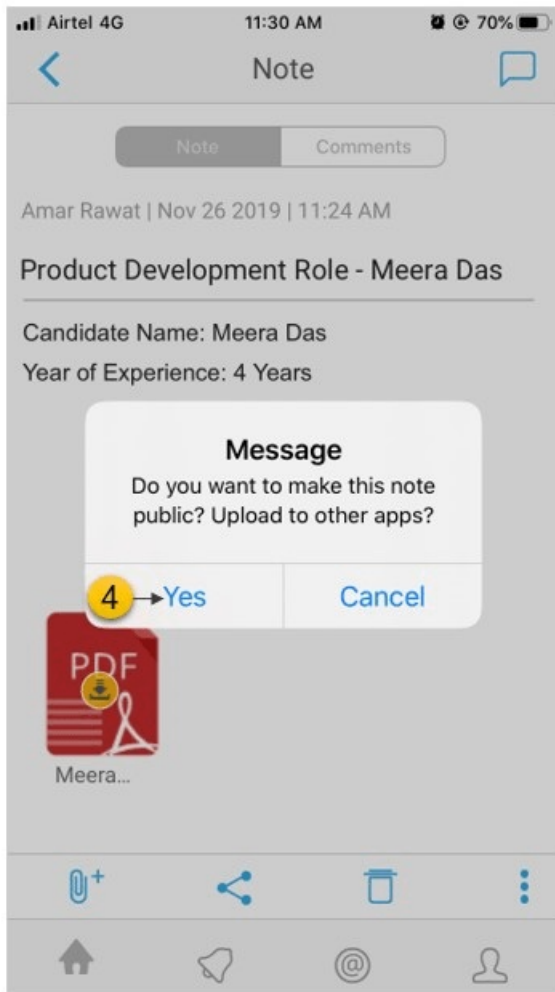 Airtel 4G 11:30 AM 70%
Note
Note Comments
Amar Rawat | Nov 26 2019 | 11:24 AM
Product Development Role - Meera Das
Candidate Name: Meera Das
Year of Experience: 4 Years
Message
Do you want to make this note
public? Upload to other apps?
4 Yes Cancel
PDF
Meera...
@